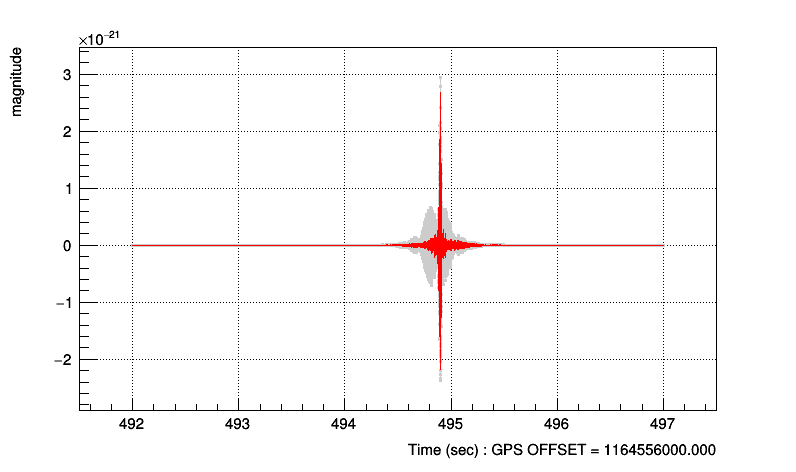 ×10⁻²¹
magnitude
3
2
1
0
−1
−2
492 493 494 495 496 497
Time (sec) : GPS OFFSET = 1164556000.000